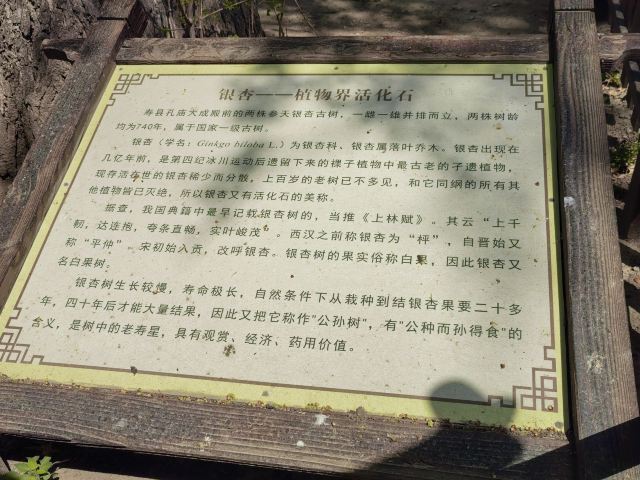 银杏——植物界活化石
寿县孔庙大成殿前的两株参天银杏古树，一雌一雄并排而立，两株树龄
均为740年，属于国家一级古树。
银杏（学名：Ginkgo biloba L.）为银杏科、银杏属落叶乔木。银杏出现在
几亿年前，是第四纪冰川运动后遗留下来的裸子植物中最古老的孑遗植物，
现存活在世的银杏稀少而分散，上百岁的老树已不多见，和它同纲的所有其
他植物皆已灭绝，所以银杏又有活化石的美称。
据查，我国典籍中最早记载银杏树的，当推《上林赋》。其云“上千
仞，达连抱，夸条直畅，实叶峻茂”。西汉之前称银杏为“枰”，自晋始又
称“平仲”。宋初始入贡，改呼银杏。银杏树的果实俗称白果，因此银杏又
名白果树。
银杏树生长较慢，寿命极长，自然条件下从栽种到结银杏果要二十多
年，四十年后才能大量结果，因此又把它称作“公孙树”，有“公种而孙得食”的
含义，是树中的老寿星，具有观赏、经济、药用价值。